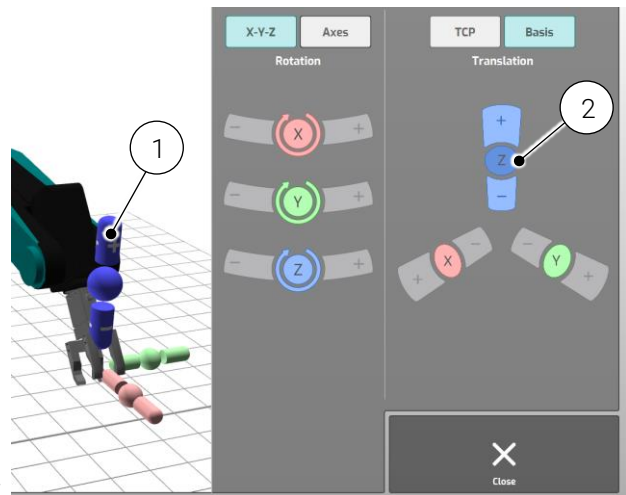 X-Y-Z Axes TCP Basis
Rotation Translation
1
2
+
- X +
Z
-
- Y +
- Z +
+ X - - Y +
+
-
Close